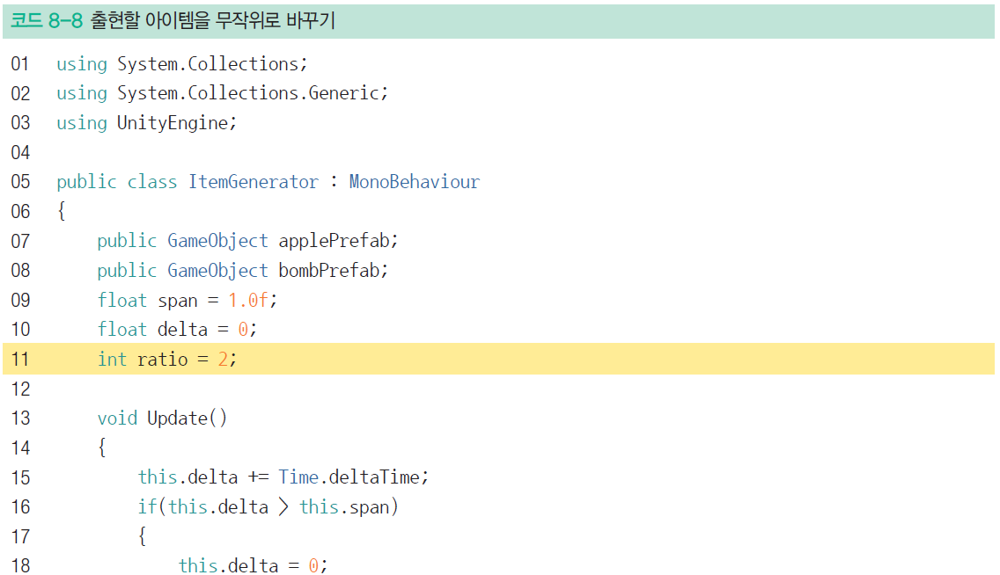 코드 8-8 출현할 아이템을 무작위로 바꾸기
01 using System.Collections;
02 using System.Collections.Generic;
03 using UnityEngine;
04
05 public class ItemGenerator : MonoBehaviour
06 {
07 public GameObject applePrefab;
08 public GameObject bombPrefab;
09 float span = 1.0f;
10 float delta = 0;
11 int ratio = 2;
12
13 void Update()
14 {
15 this.delta += Time.deltaTime;
16 if(this.delta > this.span)
17 {
18 this.delta = 0;